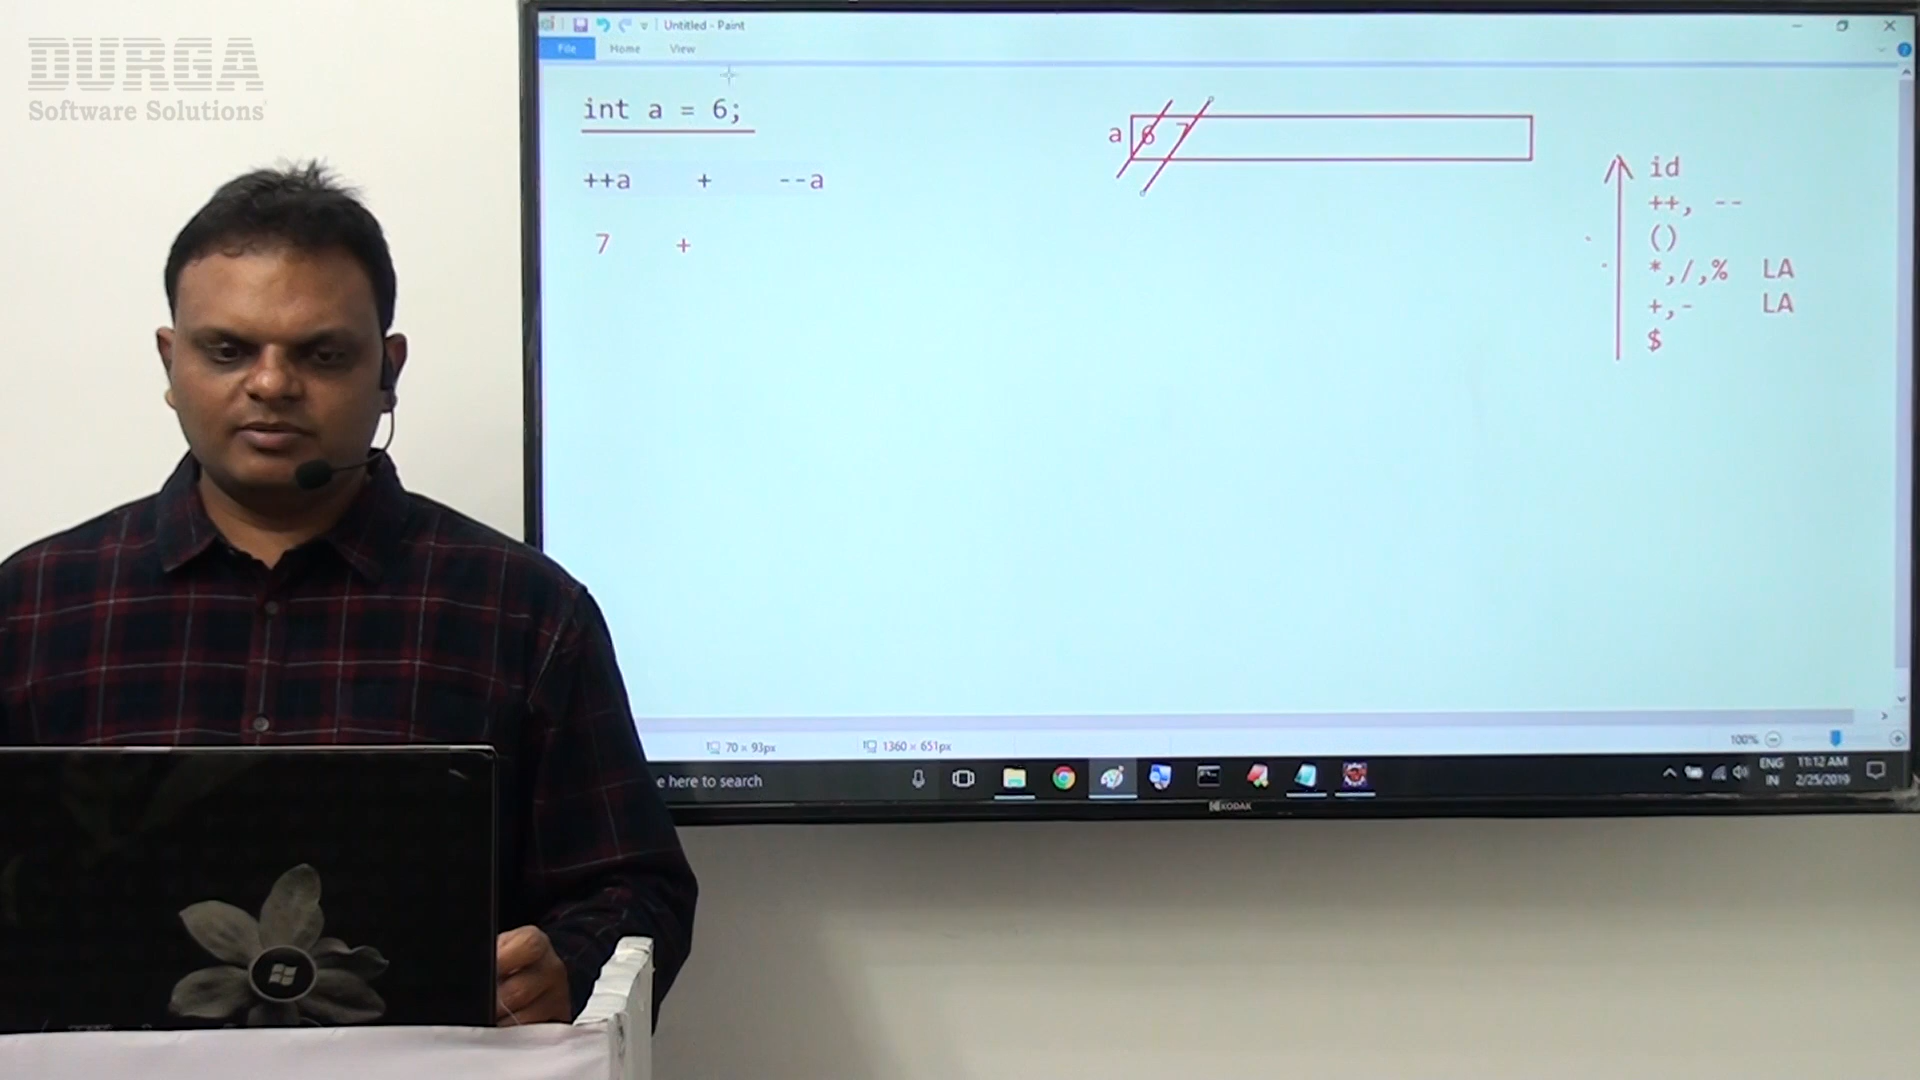 DURGA
Software Solutions
Untitled - Paint
File Home View
int a = 6;
++a + --a
7 +
a 6 7
id
++, --
()
*,/,% LA
+,- LA
$
70 × 93px 1360 × 651px 100%
e here to search
ENG
IN
11:12 AM
2/25/2019
KODAK